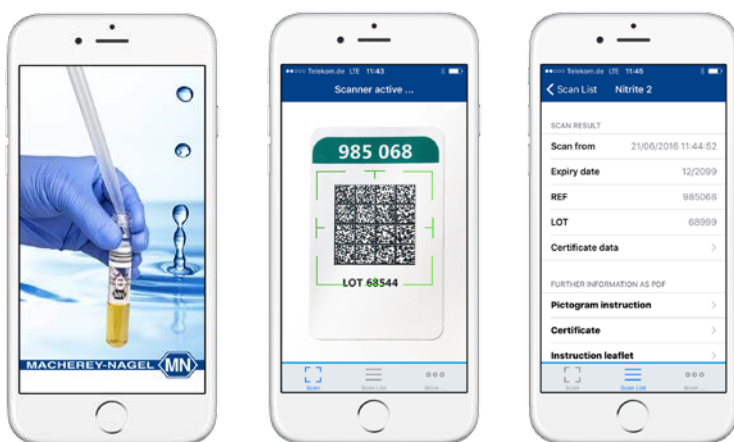 MN
MACHEREY-NAGEL MN
Telekom.de LTE 11:43
Scanner active ...
985 068
LOT 68544
Scan
Scan List
More ...
Telekom.de LTE 11:45
Scan List Nitrite 2
SCAN RESULT
Scan from 21/06/2016 11:44:52
Expiry date 12/2099
REF 985068
LOT 68999
Certificate data
FURTHER INFORMATION AS PDF
Pictogram instruction
Certificate
Instruction leaflet
Scan
Scan List
More ...